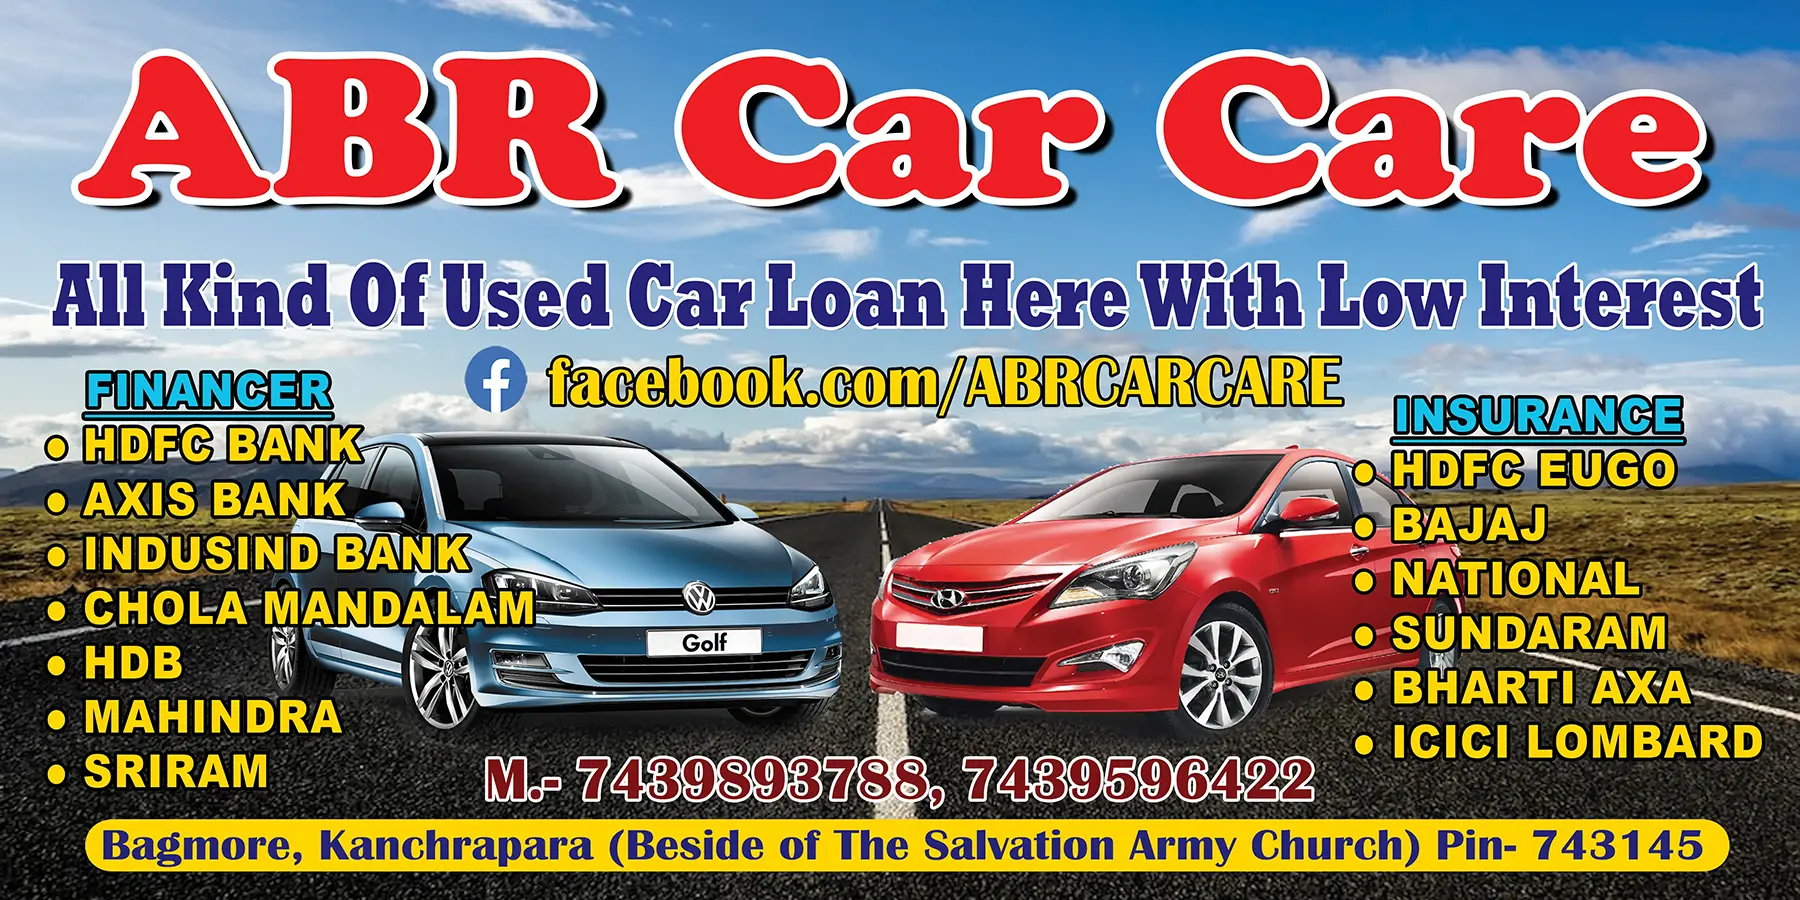 ABR Car Care
All Kind Of Used Car Loan Here With Low Interest
facebook.com/ABRCARCARE
FINANCER
• HDFC BANK
• AXIS BANK
• INDUSIND BANK
• CHOLA MANDALAM
• HDB
• MAHINDRA
• SRIRAM
Golf
INSURANCE
• HDFC EUGO
• BAJAJ
• NATIONAL
• SUNDARAM
• BHARTI AXA
• ICICI LOMBARD
M.- 7439893788, 7439596422
Bagmore, Kanchrapara (Beside of The Salvation Army Church) Pin- 743145